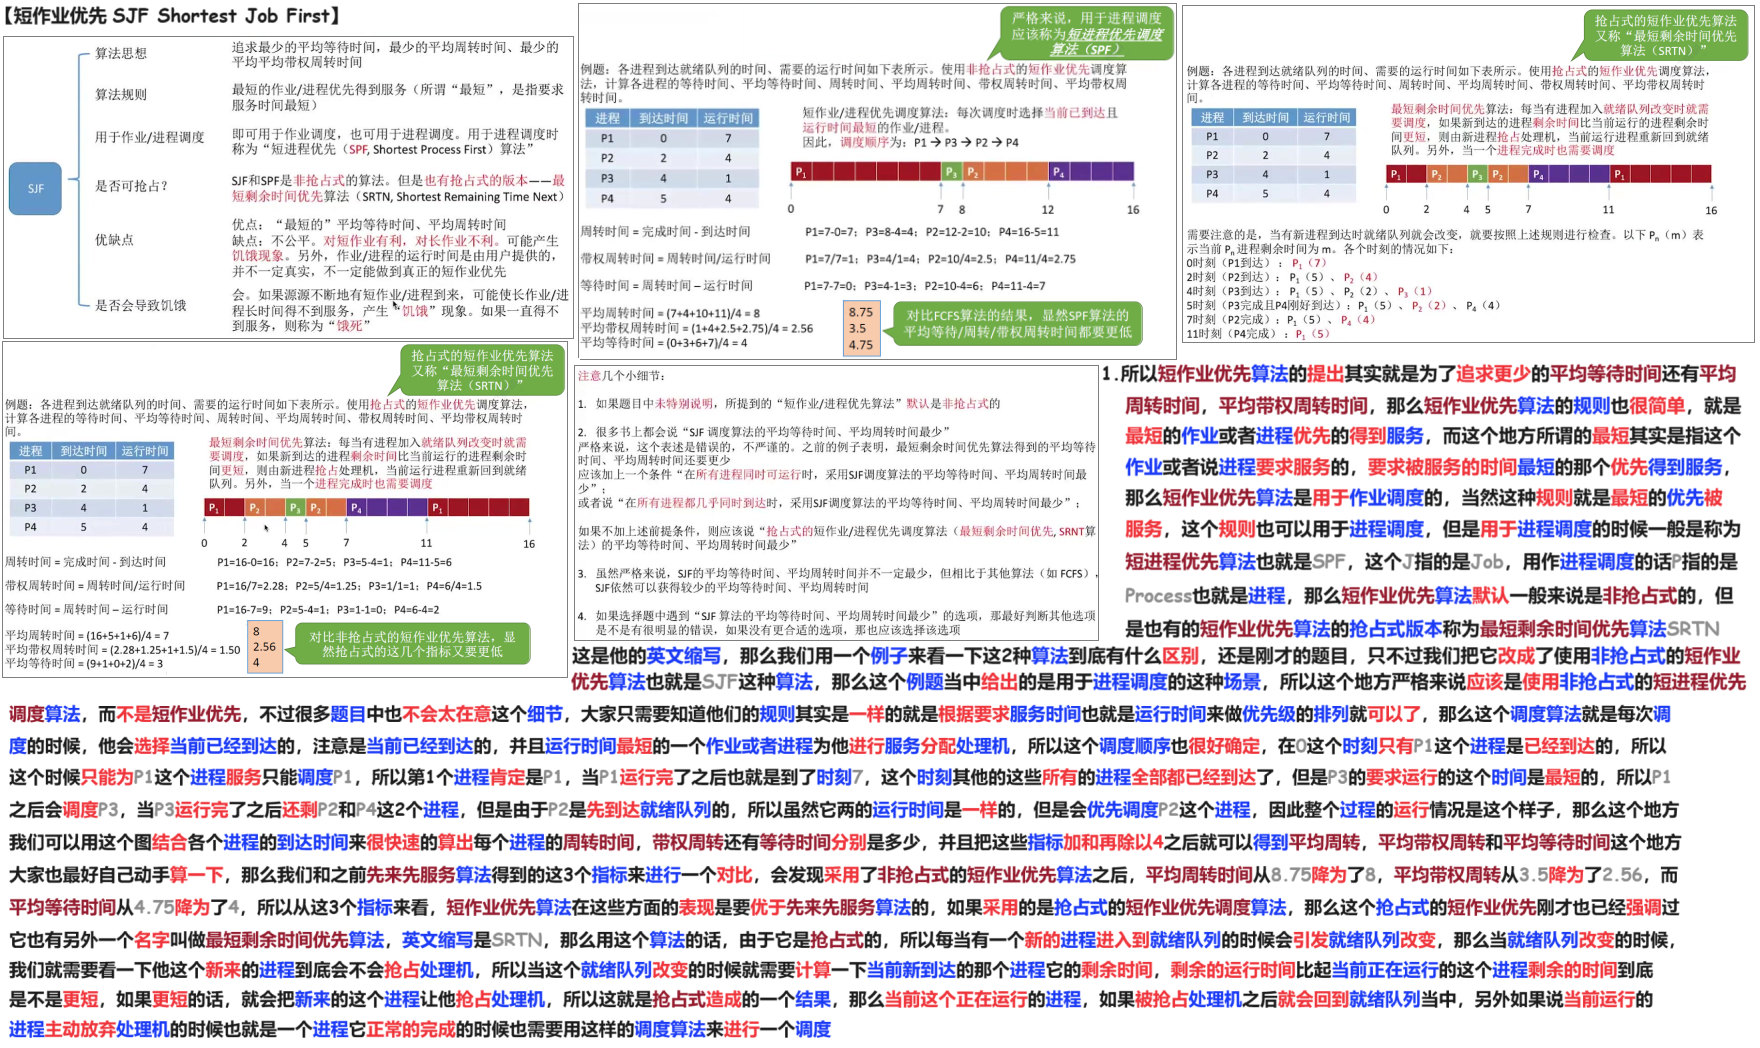 【短作业优先 SJF Shortest Job First】
SJF
算法思想
追求最少的平均等待时间，最少的平均周转时间、最少的
平均平均带权周转时间
算法规则
最短的作业/进程优先得到服务（所谓“最短”，是指要求
服务时间最短）
用于作业/进程调度
即可用于作业调度，也可用于进程调度。用于进程调度时
称为“短进程优先（SPF, Shortest Process First）算法”
是否可抢占？
SJF和SPF是非抢占式的算法。但是也有抢占式的版本——最
短剩余时间优先算法（SRTN, Shortest Remaining Time Next）
优缺点
优点：“最短的”平均等待时间、平均周转时间
缺点：不公平。对短作业有利，对长作业不利。可能产生
饥饿现象。另外，作业/进程的运行时间是由用户提供的，
并不一定真实，不一定能做到真正的短作业优先
是否会导致饥饿
会。如果源源不断地有短作业/进程到来，可能使长作业/进
程长时间得不到服务，产生“饥饿”现象。如果一直得不
到服务，则称为“饿死”
严格来说，用于进程调度
应该称为短进程优先调度
算法（SPF）
例题：各进程到达就绪队列的时间、需要的运行时间如下表所示。使用非抢占式的短作业优先调度算
法，计算各进程的等待时间、平均等待时间、周转时间、平均周转时间、带权周转时间、平均带权周
转时间。
进程 到达时间 运行时间
P1 0 7
P2 2 4
P3 4 1
P4 5 4
短作业/进程优先调度算法：每次调度时选择当前已到达且
运行时间最短的作业/进程。
因此，调度顺序为：P1 → P3 → P2 → P4
P1 P3 P2 P4
0 7 8 12 16
周转时间 = 完成时间 - 到达时间 P1=7-0=7；P3=8-4=4；P2=12-2=10；P4=16-5=11
带权周转时间 = 周转时间/运行时间 P1=7/7=1；P3=4/1=4；P2=10/4=2.5；P4=11/4=2.75
等待时间 = 周转时间 – 运行时间 P1=7-7=0；P3=4-1=3；P2=10-4=6；P4=11-4=7
平均周转时间 = (7+4+10+11)/4 = 8
平均带权周转时间 = (1+4+2.5+2.75)/4 = 2.56
平均等待时间 = (0+3+6+7)/4 = 4
8.75
3.5
4.75
对比FCFS算法的结果，显然SPF算法的
平均等待/周转/带权周转时间都要更低
抢占式的短作业优先算法
又称“最短剩余时间优先
算法（SRTN）”
例题：各进程到达就绪队列的时间、需要的运行时间如下表所示。使用抢占式的短作业优先调度算法，
计算各进程的等待时间、平均等待时间、周转时间、平均周转时间、带权周转时间、平均带权周转时
间。
进程 到达时间 运行时间
P1 0 7
P2 2 4
P3 4 1
P4 5 4
最短剩余时间优先算法：每当有进程加入就绪队列改变时就需
要调度，如果新到达的进程剩余时间比当前运行的进程剩余时
间更短，则由新进程抢占处理机，当前运行进程重新回到就绪
队列。另外，当一个进程完成时也需要调度
P1 P2 P3 P2 P4 P1
0 2 4 5 7 11 16
需要注意的是，当有新进程到达时就绪队列就会改变，就要按照上述规则进行检查。以下 Pn（m）表
示当前 Pn 进程剩余时间为 m。各个时刻的情况如下：
0时刻（P1到达）：P1（7）
2时刻（P2到达）：P1（5）、P2（4）
4时刻（P3到达）：P1（5）、P2（2）、P3（1）
5时刻（P3完成且P4刚好到达）：P1（5）、P2（2）、P4（4）
7时刻（P2完成）：P1（5）、P4（4）
11时刻（P4完成）：P1（5）
抢占式的短作业优先算法
又称“最短剩余时间优先
算法（SRTN）”
例题：各进程到达就绪队列的时间、需要的运行时间如下表所示。使用抢占式的短作业优先调度算法，
计算各进程的等待时间、平均等待时间、周转时间、平均周转时间、带权周转时间、平均带权周转时
间。
进程 到达时间 运行时间
P1 0 7
P2 2 4
P3 4 1
P4 5 4
最短剩余时间优先算法：每当有进程加入就绪队列改变时就需
要调度，如果新到达的进程剩余时间比当前运行的进程剩余时
间更短，则由新进程抢占处理机，当前运行进程重新回到就绪
队列。另外，当一个进程完成时也需要调度
P1 P2 P3 P2 P4 P1
0 2 4 5 7 11 16
周转时间 = 完成时间 - 到达时间 P1=16-0=16；P2=7-2=5；P3=5-4=1；P4=11-5=6
带权周转时间 = 周转时间/运行时间 P1=16/7=2.28；P2=5/4=1.25；P3=1/1=1；P4=6/4=1.5
等待时间 = 周转时间 – 运行时间 P1=16-7=9；P2=5-4=1；P3=1-1=0；P4=6-4=2
平均周转时间 = (16+5+1+6)/4 = 7
平均带权周转时间 = (2.28+1.25+1+1.5)/4 = 1.50
平均等待时间 = (9+1+0+2)/4 = 3
8
2.56
4
对比非抢占式的短作业优先算法，显
然抢占式的这几个指标又要更低
注意几个小细节：
1. 如果题目中未特别说明，所提到的“短作业/进程优先算法”默认是非抢占式的
2. 很多书上都会说“SJF 调度算法的平均等待时间、平均周转时间最少”
严格来说，这个表述是错误的，不严谨的。之前的例子表明，最短剩余时间优先算法得到的平均等待
时间、平均周转时间还要更少
应该加上一个条件“在所有进程同时可运行时，采用SJF调度算法的平均等待时间、平均周转时间最
少”；
或者说“在所有进程都几乎同时到达时，采用SJF调度算法的平均等待时间、平均周转时间最少”；
如果不加上述前提条件，则应该说“抢占式的短作业/进程优先调度算法（最短剩余时间优先, SRNT算
法）的平均等待时间、平均周转时间最少”
3. 虽然严格来说，SJF的平均等待时间、平均周转时间并不一定最少，但相比于其他算法（如 FCFS），
SJF依然可以获得较少的平均等待时间、平均周转时间
4. 如果选择题中遇到“SJF 算法的平均等待时间、平均周转时间最少”的选项，那最好判断其他选项
是不是有很明显的错误，如果没有更合适的选项，那也应该选择该选项
1.所以短作业优先算法的提出其实就是为了追求更少的平均等待时间还有平均
周转时间，平均带权周转时间，那么短作业优先算法的规则也很简单，就是
最短的作业或者进程优先的得到服务，而这个地方所谓的最短其实是指这个
作业或者说进程要求服务的，要求被服务的时间最短的那个优先得到服务，
那么短作业优先算法是用于作业调度的，当然这种规则就是最短的优先被
服务，这个规则也可以用于进程调度，但是用于进程调度的时候一般是称为
短进程优先算法也就是SPF，这个J指的是Job，用作进程调度的话P指的是
Process也就是进程，那么短作业优先算法默认一般来说是非抢占式的，但
是也有的短作业优先算法的抢占式版本称为最短剩余时间优先算法SRTN
这是他的英文缩写，那么我们用一个例子来看一下这2种算法到底有什么区别，还是刚才的题目，只不过我们把它改成了使用非抢占式的短作业
优先算法也就是SJF这种算法，那么这个例题当中给出的是用于进程调度的这种场景，所以这个地方严格来说应该是使用非抢占式的短进程优先
调度算法，而不是短作业优先，不过很多题目中也不会太在意这个细节，大家只需要知道他们的规则其实是一样的就是根据要求服务时间也就是运行时间来做优先级的排列就可以了，那么这个调度算法就是每次调
度的时候，他会选择当前已经到达的，注意是当前已经到达的，并且运行时间最短的一个作业或者进程为他进行服务分配处理机，所以这个调度顺序也很好确定，在0这个时刻只有P1这个进程是已经到达的，所以
这个时候只能为P1这个进程服务只能调度P1，所以第1个进程肯定是P1，当P1运行完了之后也就是到了时刻7，这个时刻其他的这些所有的进程全部都已经到达了，但是P3的要求运行的这个时间是最短的，所以P1
之后会调度P3，当P3运行完了之后还剩P2和P4这2个进程，但是由于P2是先到达就绪队列的，所以虽然它两的运行时间是一样的，但是会优先调度P2这个进程，因此整个过程的运行情况是这个样子，那么这个地方
我们可以用这个图结合各个进程的到达时间来很快速的算出每个进程的周转时间，带权周转还有等待时间分别是多少，并且把这些指标加和再除以4之后就可以得到平均周转，平均带权周转和平均等待时间这个地方
大家也最好自己动手算一下，那么我们和之前先来先服务算法得到的这3个指标来进行一个对比，会发现采用了非抢占式的短作业优先算法之后，平均周转时间从8.75降为了8，平均带权周转从3.5降为了2.56，而
平均等待时间从4.75降为了4，所以从这3个指标来看，短作业优先算法在这些方面的表现是要优于先来先服务算法的，如果采用的是抢占式的短作业优先调度算法，那么这个抢占式的短作业优先刚才也已经强调过
它也有另外一个名字叫做最短剩余时间优先算法，英文缩写是SRTN，那么用这个算法的话，由于它是抢占式的，所以每当有一个新的进程进入到就绪队列的时候会引发就绪队列改变，那么当就绪队列改变的时候，
我们就需要看一下他这个新来的进程到底会不会抢占处理机，所以当这个就绪队列改变的时候就需要计算一下当前新到达的那个进程它的剩余时间，剩余的运行时间比起当前正在运行的这个进程剩余的时间到底
是不是更短，如果更短的话，就会把新来的这个进程让他抢占处理机，所以这就是抢占式造成的一个结果，那么当前这个正在运行的进程，如果被抢占处理机之后就会回到就绪队列当中，另外如果说当前运行的
进程主动放弃处理机的时候也就是一个进程它正常的完成的时候也需要用这样的调度算法来进行一个调度